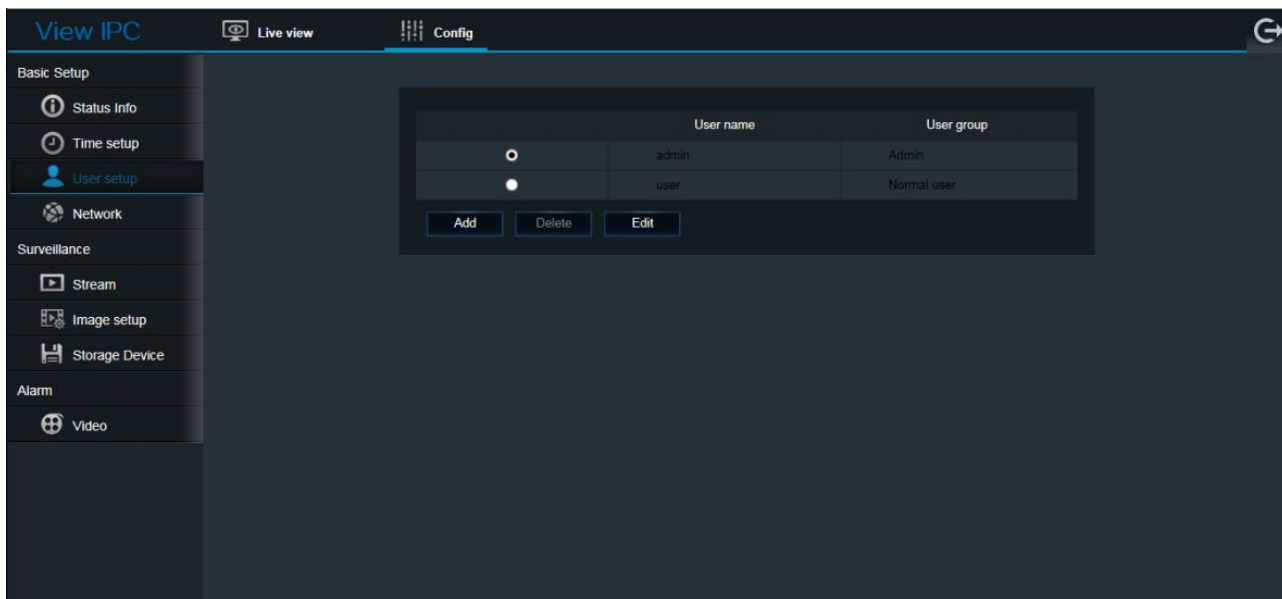 View IPC
Live view
Config
Basic Setup
Status Info
Time setup
User setup
Network
Surveillance
Stream
Image setup
Storage Device
Alarm
Video
User name User group
admin Admin
user Normal user
Add Delete Edit